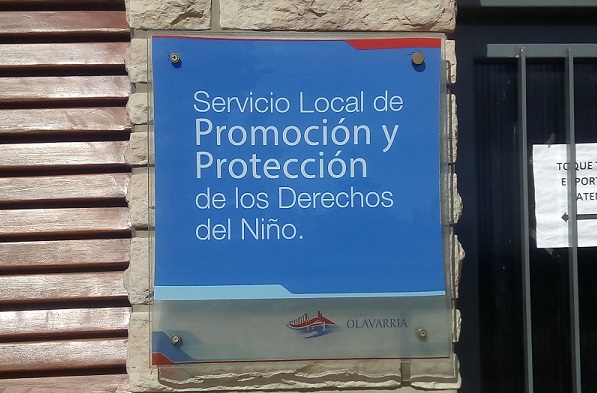 Servicio Local de
Promoción y
Protección
de los Derechos
del Niño.
OLAVARRIA